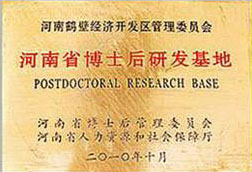 河南鹤壁经济开发区管理委员会
河南省博士后研发基地
POSTDOCTORAL RESEARCH BASE
河南省博士后管理委员会
河南省人力资源和社会保障厅
二〇一〇年十月